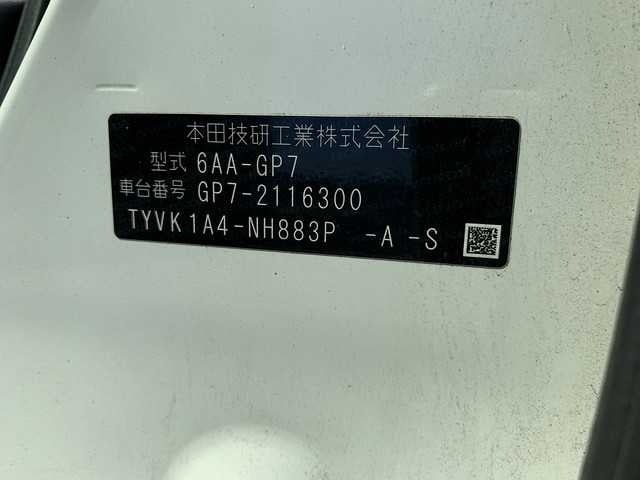 本田技研工業株式会社
型式 6AA-GP7
車台番号 GP7-2116300
TYVK1A4-NH883P -A -S